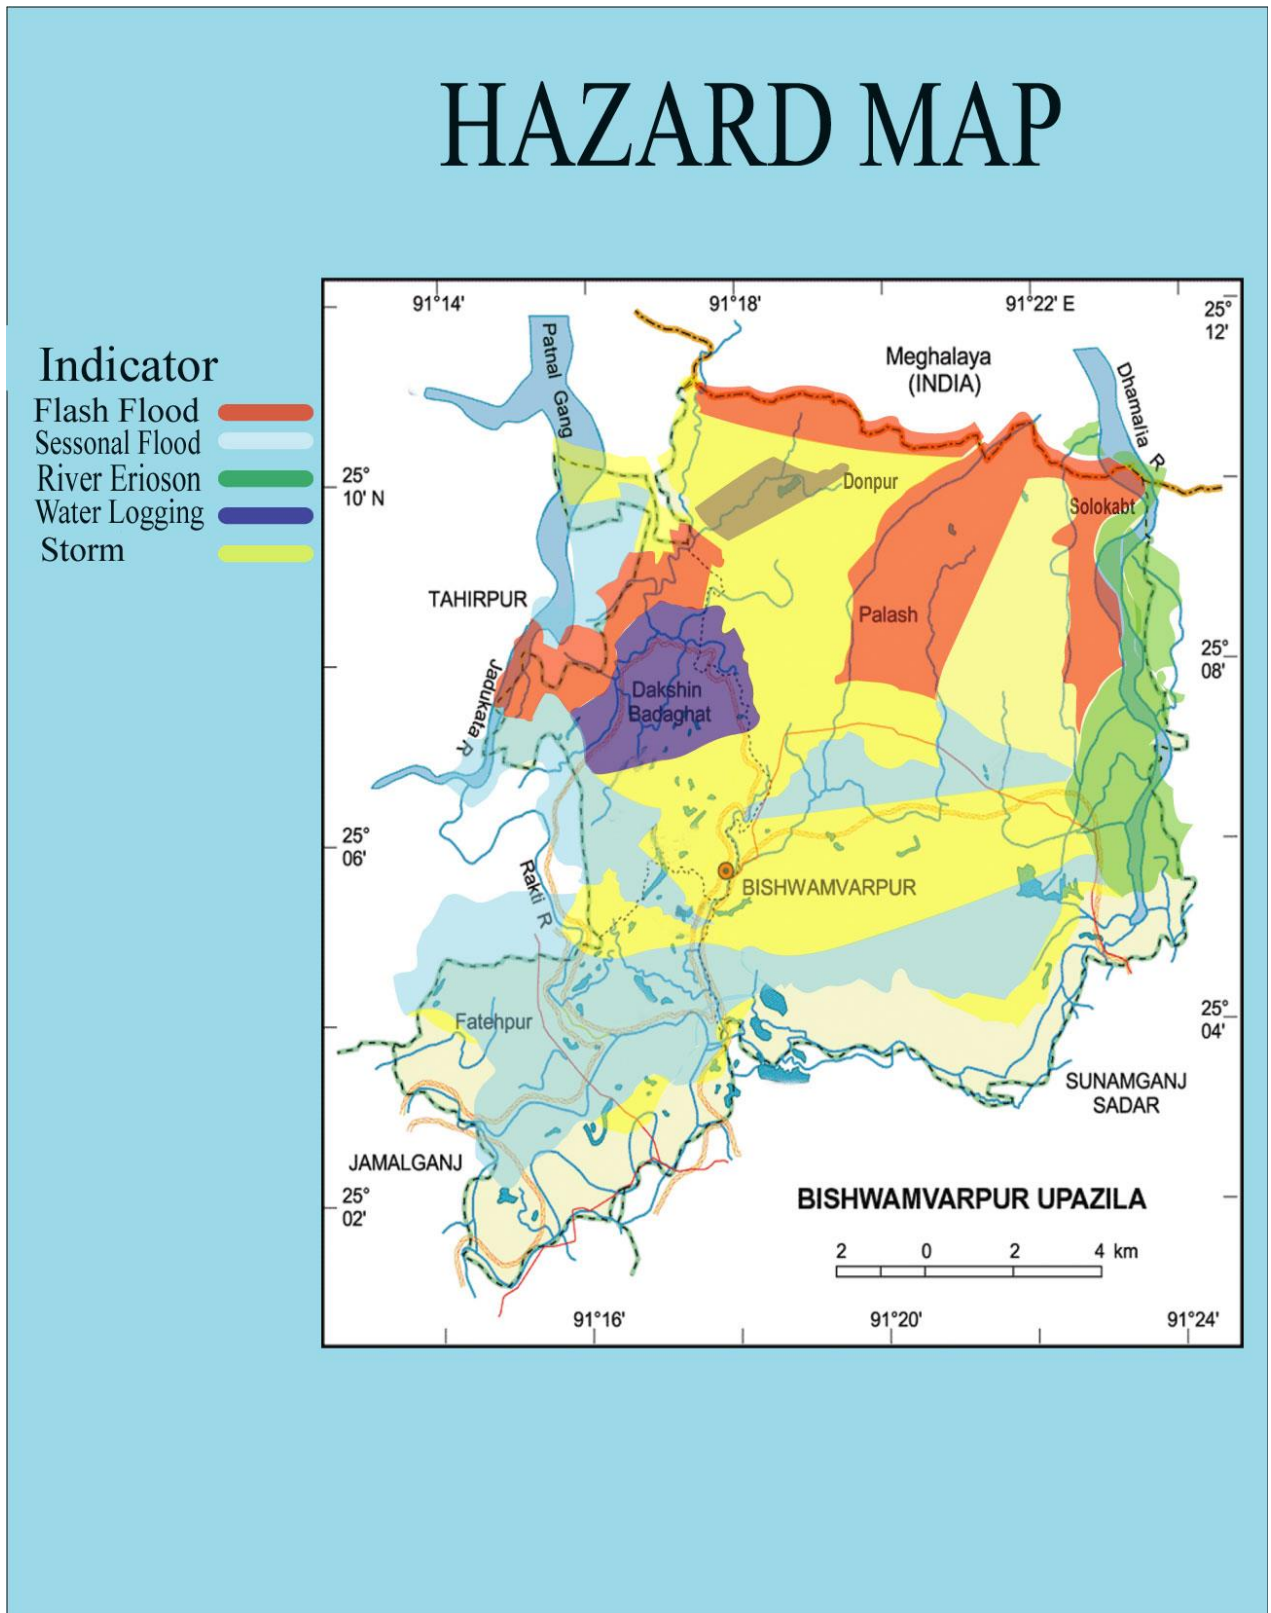 HAZARD MAP
Indicator
Flash Flood
Sessonal Flood
River Erioson
Water Logging
Storm
91°14'
91°18'
91°22' E
25°
12'
Meghalaya
(INDIA)
Patnal Gang
Dhamalia R
Donpur
Solokabt
25°
10' N
TAHIRPUR
Palash
25°
08'
Jadukata R
Dakshin
Badaghat
25°
06'
Rakti R
BISHWAMVARPUR
Fatehpur
25°
04'
SUNAMGANJ
SADAR
JAMALGANJ
25°
02'
BISHWAMVARPUR UPAZILA
2 0 2 4 km
91°16'
91°20'
91°24'